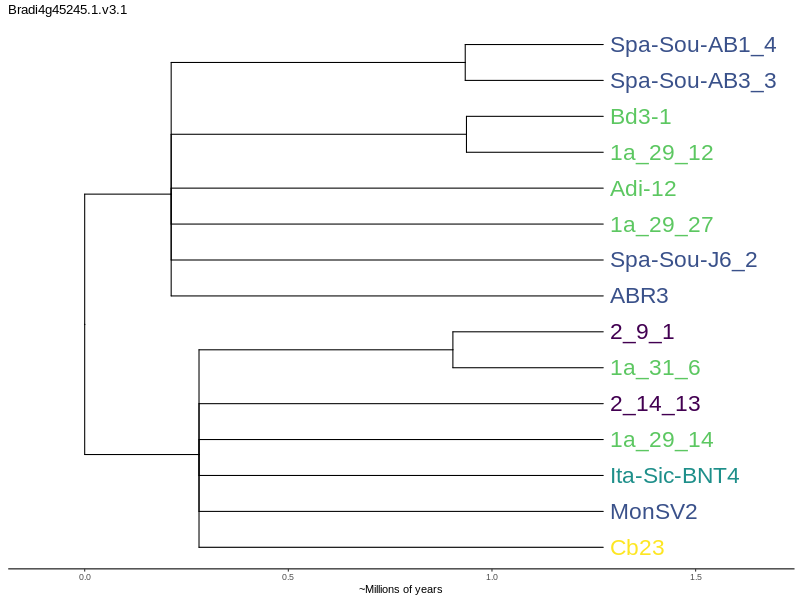 Bradi4g45245.1.v3.1
Spa-Sou-AB1_4
Spa-Sou-AB3_3
Bd3-1
1a_29_12
Adi-12
1a_29_27
Spa-Sou-J6_2
ABR3
2_9_1
1a_31_6
2_14_13
1a_29_14
Ita-Sic-BNT4
MonSV2
Cb23
0.0 0.5 1.0 1.5
~Millions of years